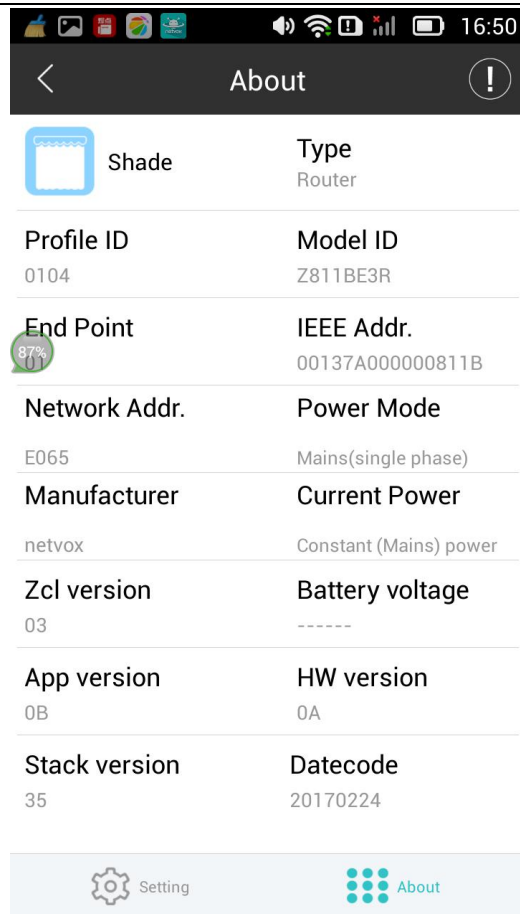 16:50
About
Shade
Type
Router
Profile ID
Model ID
0104
Z811BE3R
End Point
IEEE Addr.
87%
01
00137A000000811B
Network Addr.
Power Mode
E065
Mains(single phase)
Manufacturer
Current Power
netvox
Constant (Mains) power
Zcl version
Battery voltage
03
------
App version
HW version
0B
0A
Stack version
Datecode
35
20170224
Setting
About